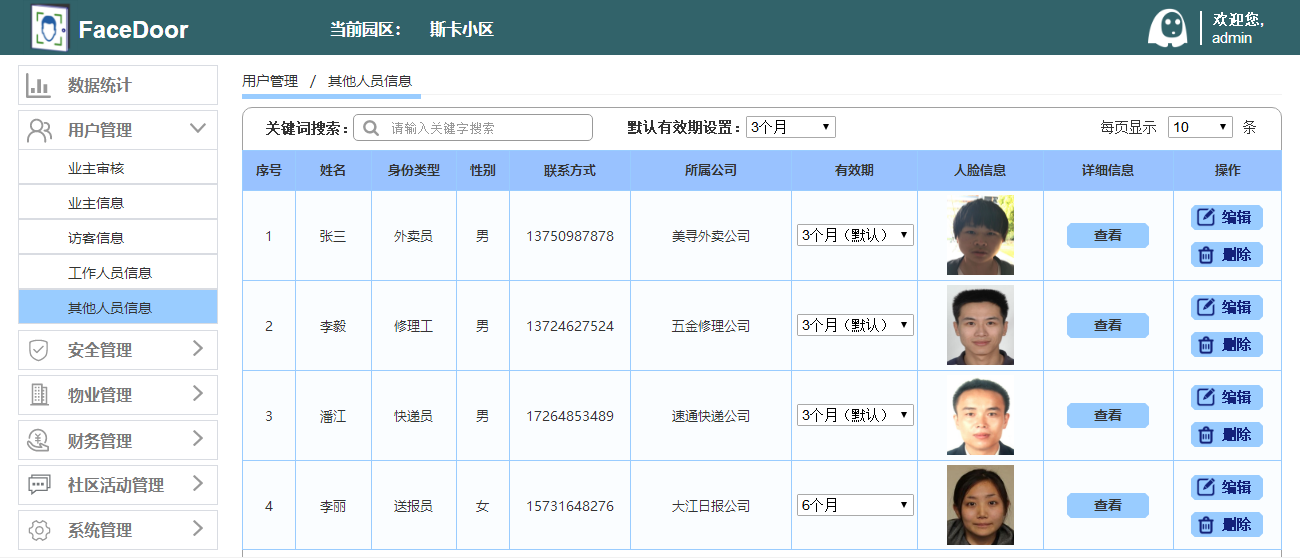 FaceDoor
当前园区： 斯卡小区
欢迎您,
admin
数据统计
用户管理
业主审核
业主信息
访客信息
工作人员信息
其他人员信息
安全管理
物业管理
财务管理
社区活动管理
系统管理
用户管理 / 其他人员信息
关键词搜索： 请输入关键字搜索 默认有效期设置： 3个月 每页显示 10 条
序号 姓名 身份类型 性别 联系方式 所属公司 有效期 人脸信息 详细信息 操作
1 张三 外卖员 男 13750987878 美寻外卖公司 3个月（默认） 查看 编辑
删除
2 李毅 修理工 男 13724627524 五金修理公司 3个月（默认） 查看 编辑
删除
3 潘江 快递员 男 17264853489 速通快递公司 3个月（默认） 查看 编辑
删除
4 李丽 送报员 女 15731648276 大江日报公司 6个月 查看 编辑
删除